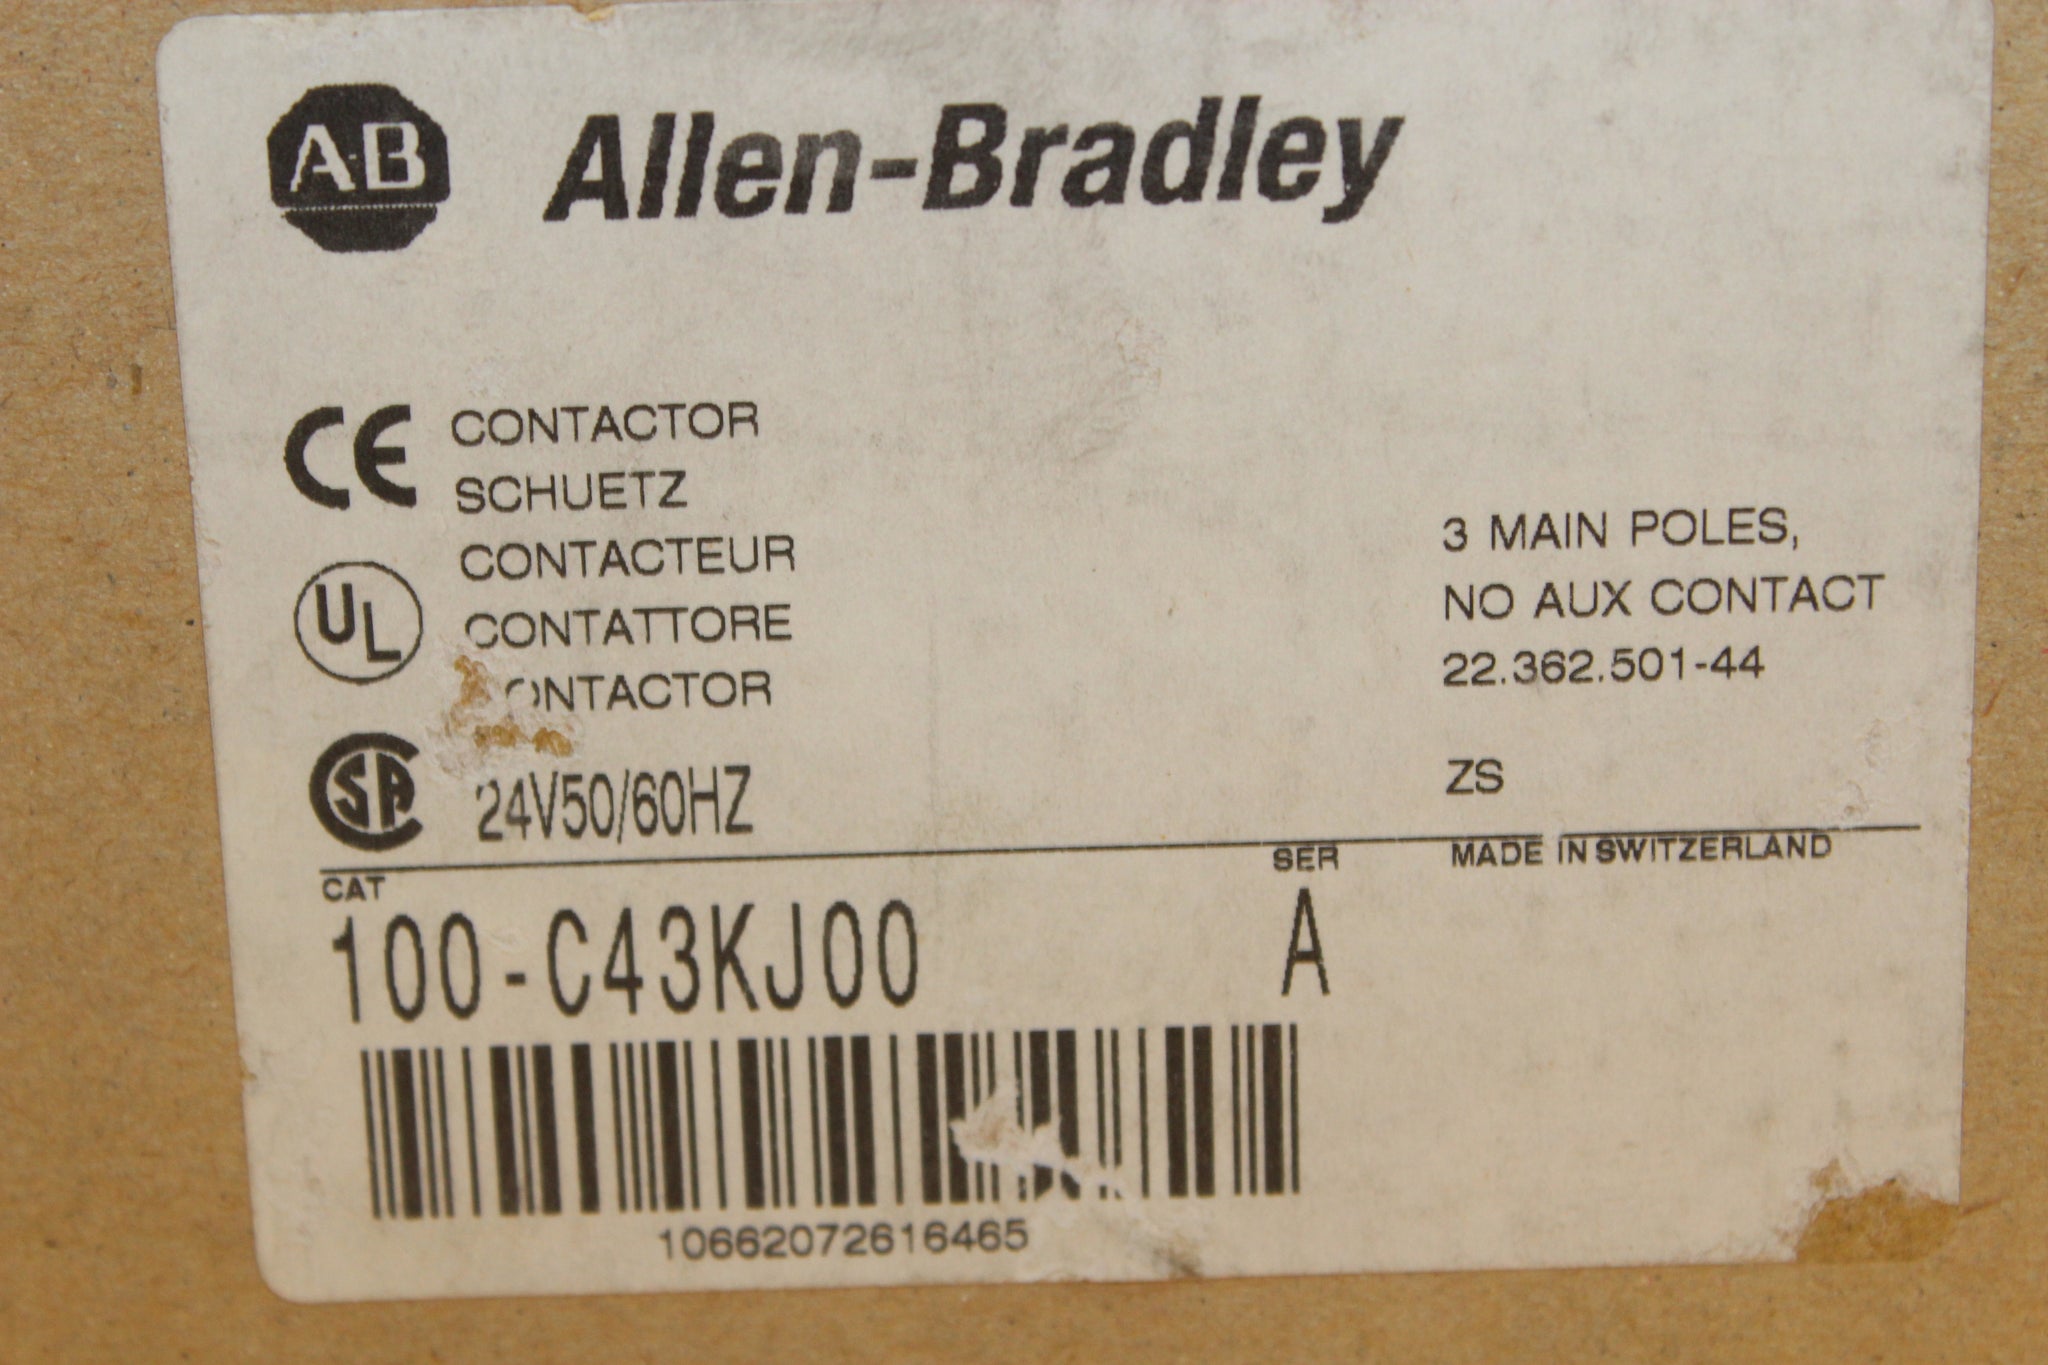 AB Allen-Bradley
CE
CONTACTOR
SCHUETZ
CONTACTEUR
CONTATTORE
ONTACTOR
UL
CSA
24V50/60HZ
3 MAIN POLES,
NO AUX CONTACT
22.362.501-44
ZS
CAT
SER
MADE IN SWITZERLAND
100-C43KJ00
A
10662072616465